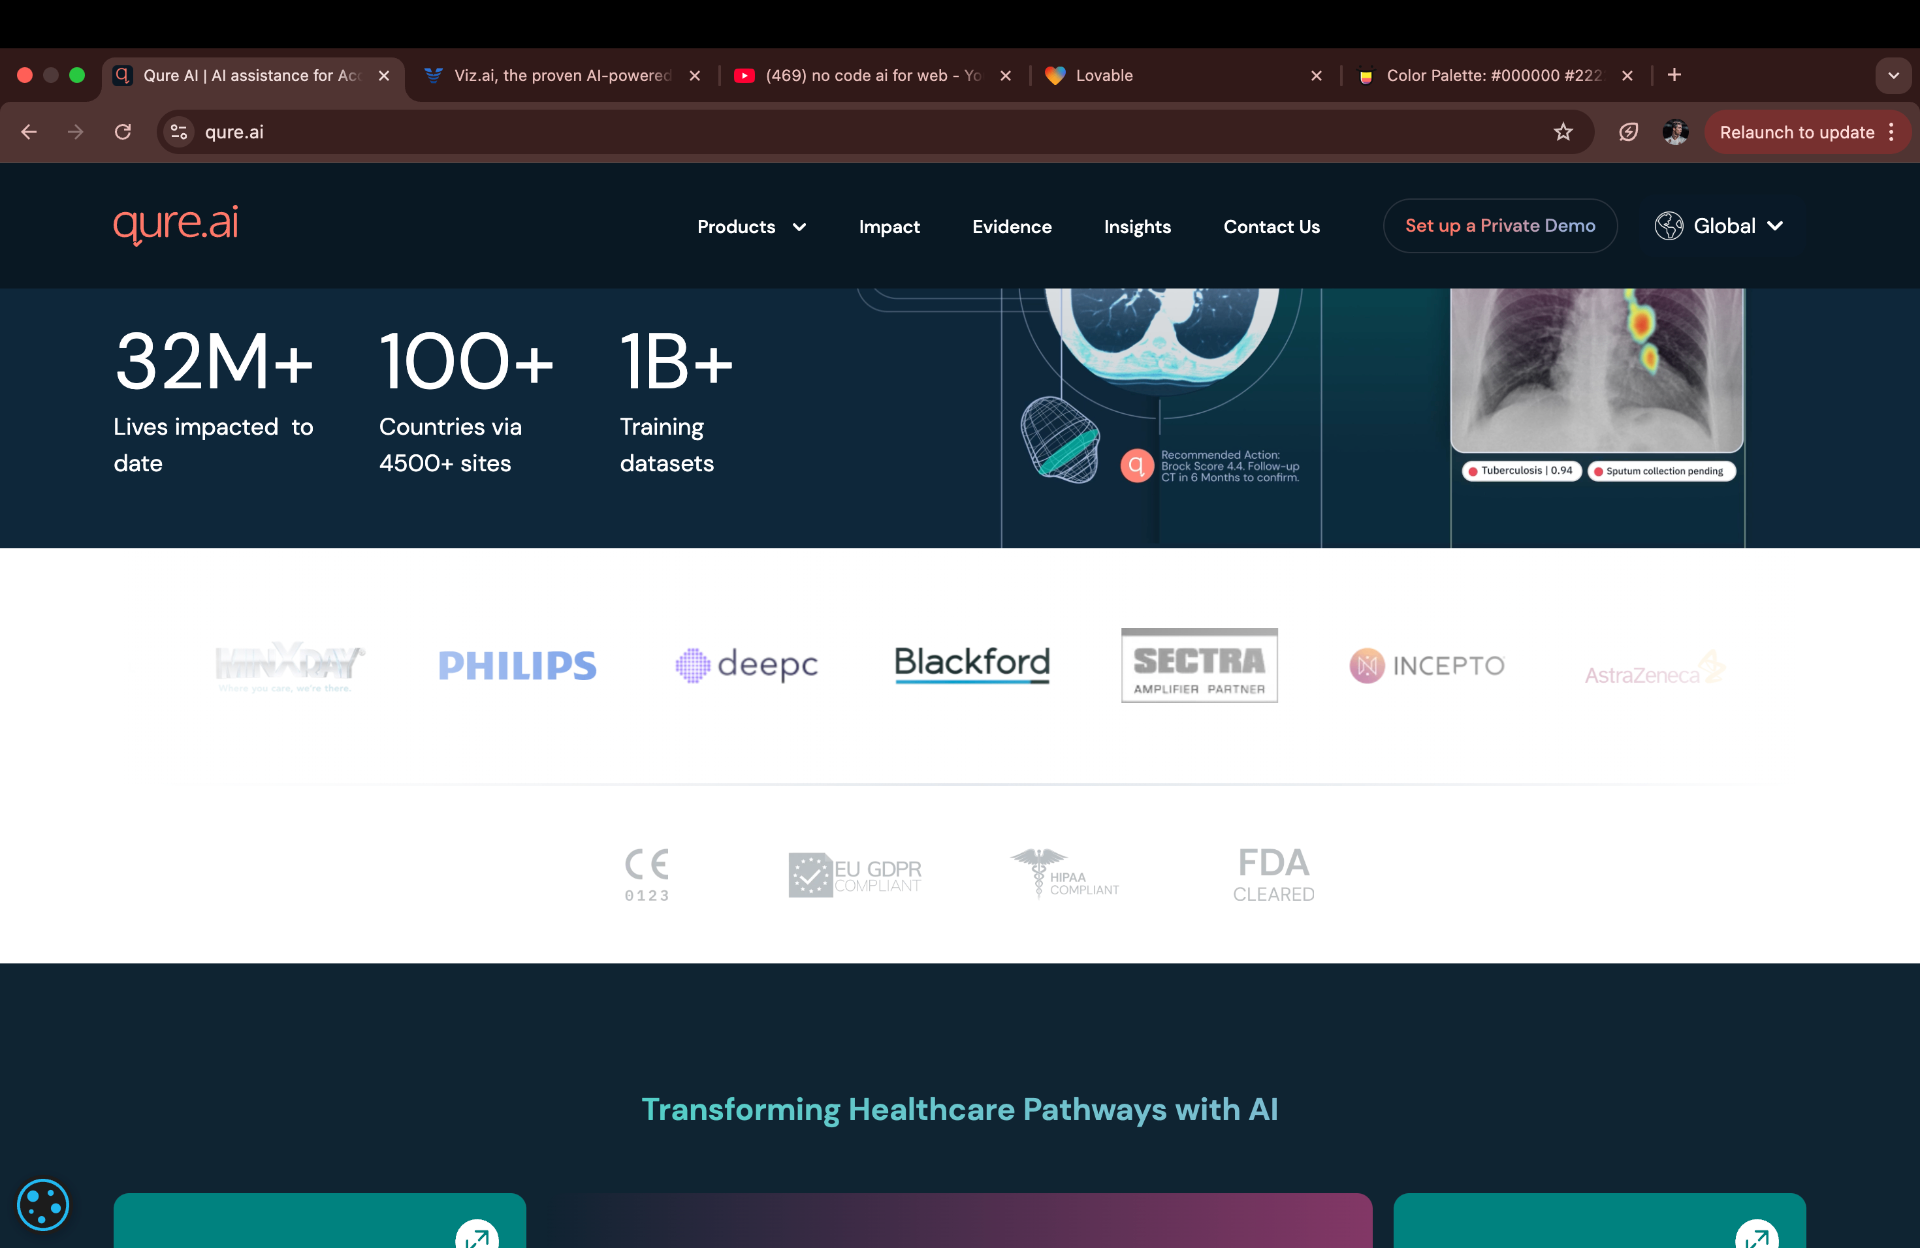 Qure AI | AI assistance for Acc
Viz.ai, the proven AI-powered
(469) no code ai for web - Yo
Lovable
Color Palette: #000000 #222
qure.ai
Relaunch to update
qure.ai
Products
Impact
Evidence
Insights
Contact Us
Set up a Private Demo
Global
32M+
Lives impacted to
date
100+
Countries via
4500+ sites
1B+
Training
datasets
q
Recommended Action:
Brock Score 4.4. Follow-up
CT in 6 Months to confirm.
Tuberculosis | 0.94
Sputum collection pending
MINXRAY
Where you care, we're there.
PHILIPS
deepc
Blackford
SECTRA
AMPLIFIER PARTNER
INCEPTO
AstraZeneca
CE
0123
EU GDPR
COMPLIANT
HIPAA
COMPLIANT
FDA
CLEARED
Transforming Healthcare Pathways with AI